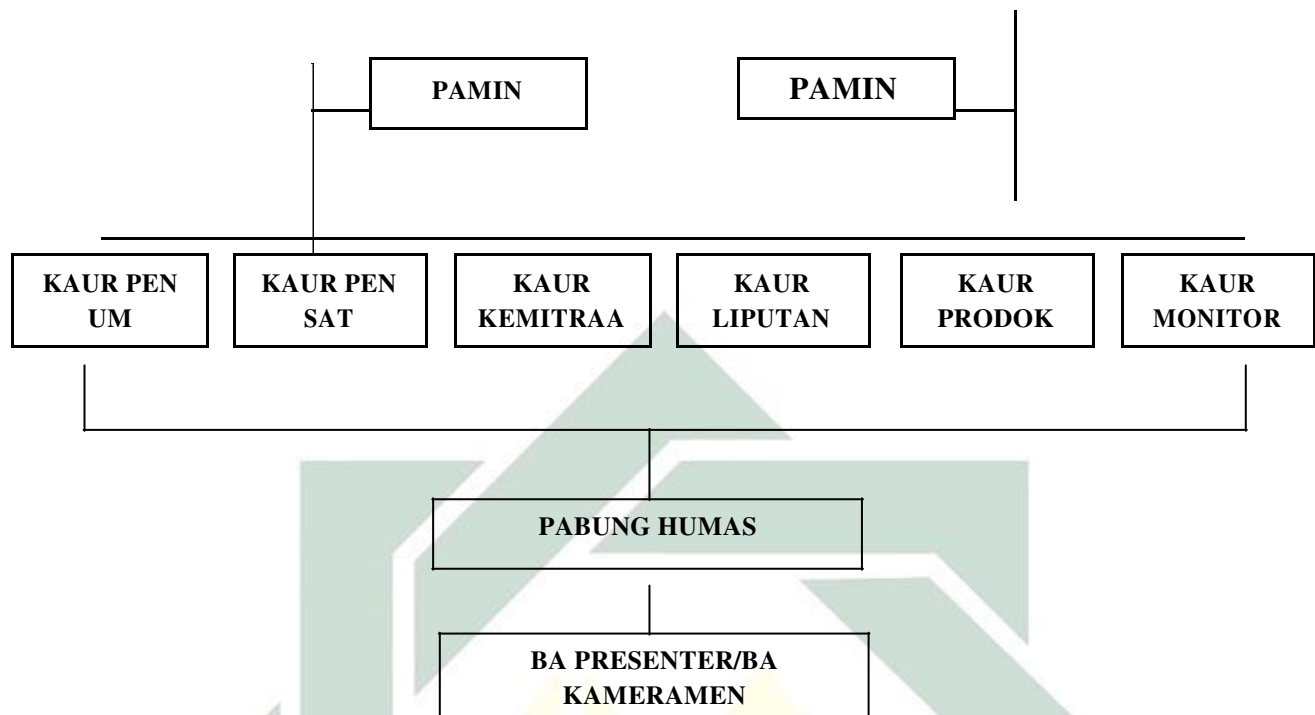 PAMIN
PAMIN
KAUR PEN
UM
KAUR PEN
SAT
KAUR
KEMITRAA
KAUR
LIPUTAN
KAUR
PRODOK
KAUR
MONITOR
PABUNG HUMAS
BA PRESENTER/BA
KAMERAMEN